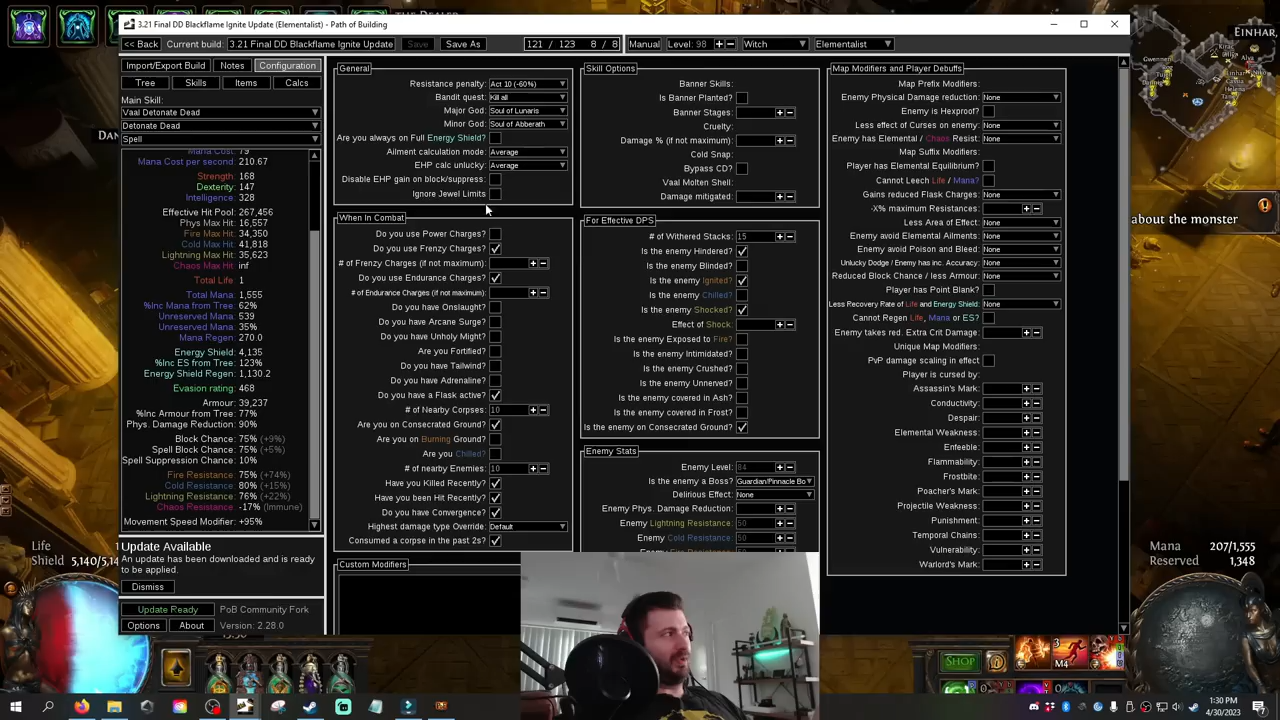 3.21 Final DD Blackflame Ignite Update (Elementalist) - Path of Building
<< Back
Current build:
3.21 Final DD Blackflame Ignite Update
Save
Save As
121 / 123 8 / 8
Manual
Level: 98
Witch
Elementalist
Import/Export Build
Notes
Configuration
Tree
Skills
Items
Calcs
Main Skill:
Vaal Detonate Dead
Detonate Dead
Spell
Mana Cost: 79
Mana Cost per second: 210.67
Strength: 168
Dexterity: 147
Intelligence: 328
Effective Hit Pool: 267,456
Phys Max Hit: 16,557
Fire Max Hit: 34,350
Cold Max Hit: 41,818
Lightning Max Hit: 35,623
Chaos Max Hit: inf
Total Life: 1
Total Mana: 1,555
%Inc Mana from Tree: 62%
Unreserved Mana: 539
Unreserved Mana: 35%
Mana Regen: 270.0
Energy Shield: 4,135
%Inc ES from Tree: 123%
Energy Shield Regen: 1,130.2
Evasion rating: 468
Armour: 39,237
%Inc Armour from Tree: 77%
Phys. Damage Reduction: 90%
Block Chance: 75% (+9%)
Spell Block Chance: 75% (+5%)
Spell Suppression Chance: 10%
Fire Resistance: 75% (+74%)
Cold Resistance: 80% (+15%)
Lightning Resistance: 76% (+22%)
Chaos Resistance: -17% (Immune)
Movement Speed Modifier: +95%
Update Available
An update has been downloaded and is ready
to be applied.
Dismiss
Update Ready
PoB Community Fork
Options
About
Version: 2.28.0
General
Resistance penalty: Act 10 (-60%)
Bandit quest: Kill all
Major God: Soul of Lunaris
Minor God: Soul of Abberath
Are you always on Full Energy Shield?
Ailment calculation mode: Average
EHP calc unlucky: Average
Disable EHP gain on block/suppress:
Ignore Jewel Limits
When In Combat
Do you use Power Charges?
Do you use Frenzy Charges?
# of Frenzy Charges (if not maximum):
Do you use Endurance Charges?
# of Endurance Charges (if not maximum):
Do you have Onslaught?
Do you have Arcane Surge?
Do you have Unholy Might?
Are you Fortified?
Do you have Tailwind?
Do you have Adrenaline?
Do you have a Flask active?
# of Nearby Corpses: 10
Are you on Consecrated Ground?
Are you on Burning Ground?
Are you Chilled?
# of nearby Enemies: 10
Have you Killed Recently?
Have you been Hit Recently?
Do you have Convergence?
Highest damage type Override: Default
Consumed a corpse in the past 2s?
Custom Modifiers
Skill Options
Banner Skills:
Is Banner Planted?
Banner Stages:
Cruelty:
Damage % (if not maximum):
Cold Snap:
Bypass CD?
Vaal Molten Shell:
Damage mitigated:
For Effective DPS
# of Withered Stacks: 15
Is the enemy Hindered?
Is the enemy Blinded?
Is the enemy Ignited?
Is the enemy Chilled?
Is the enemy Shocked?
Effect of Shock:
Is the enemy Exposed to Fire?
Is the enemy Intimidated?
Is the enemy Crushed?
Is the enemy Unnerved?
Is the enemy covered in Ash?
Is the enemy covered in Frost?
Is the enemy on Consecrated Ground?
Enemy Stats
Enemy Level: 84
Is the enemy a Boss? Guardian/Pinnacle Bo
Delirious Effect: None
Enemy Phys. Damage Reduction:
Enemy Lightning Resistance: 50
Enemy Cold Resistance: 50
Map Modifiers and Player Debuffs
Map Prefix Modifiers:
Enemy Physical Damage reduction: None
Enemy is Hexproof?
Less effect of Curses on enemy: None
Enemy has Elemental / Chaos Resist: None
Map Suffix Modifiers:
Player has Elemental Equilibrium?
Cannot Leech Life / Mana?
Gains reduced Flask Charges: None
-X% maximum Resistances:
Less Area of Effect: None
Enemy avoid Elemental Ailments: None
Enemy avoid Poison and Bleed: None
Unlucky Dodge / Enemy has inc. Accuracy: None
Reduced Block Chance / less Armour: None
Player has Point Blank?
Less Recovery Rate of Life and Energy Shield: None
Cannot Regen Life, Mana or ES?
Enemy takes red. Extra Crit Damage:
Unique Map Modifiers:
PvP damage scaling in effect
Player is cursed by:
Assassin's Mark:
Conductivity:
Despair:
Elemental Weakness:
Enfeeble:
Flammability:
Frostbite:
Poacher's Mark:
Projectile Weakness:
Punishment:
Temporal Chains:
Vulnerability:
Warlord's Mark:
EINHAR,
about the monster
Life
Shield 5,140/5,14
Mana 207/1,555
Reserved 1,348
SHOP
M4
1:30 PM
4/30/2023